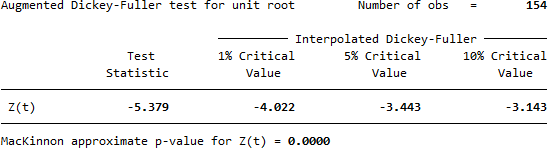 Augmented Dickey-Fuller test for unit root Number of obs = 154
Interpolated Dickey-Fuller
Test 1% Critical 5% Critical 10% Critical
Statistic Value Value Value
Z(t) -5.379 -4.022 -3.443 -3.143
MacKinnon approximate p-value for Z(t) = 0.0000